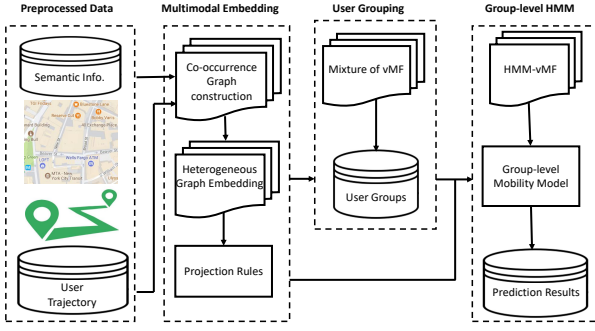 Preprocessed Data
Multimodal Embedding
User Grouping
Group-level HMM
Semantic Info.
User
Trajectory
Co-occurrence
Graph
construction
Heterogeneous
Graph Embedding
Projection Rules
Mixture of vMF
User Groups
HMM-vMF
Group-level
Mobility Model
Prediction Results